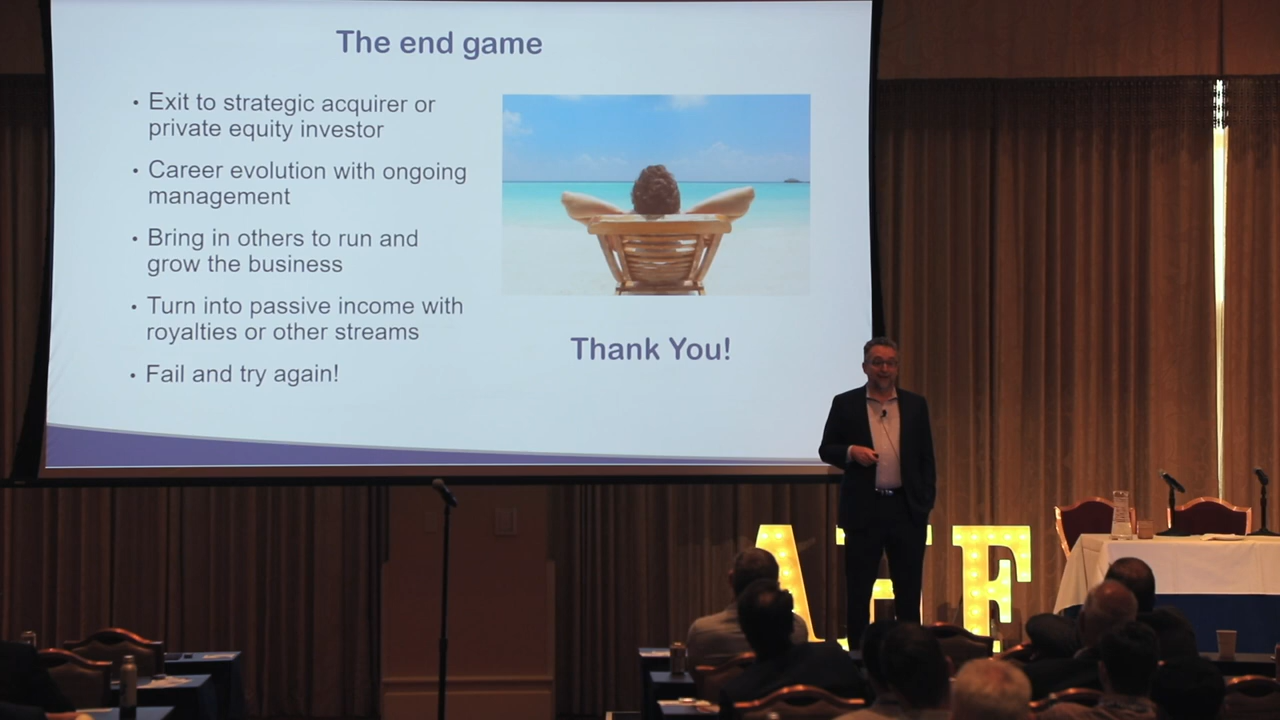 The end game
• Exit to strategic acquirer or
private equity investor
• Career evolution with ongoing
management
• Bring in others to run and
grow the business
• Turn into passive income with
royalties or other streams
• Fail and try again!
Thank You!